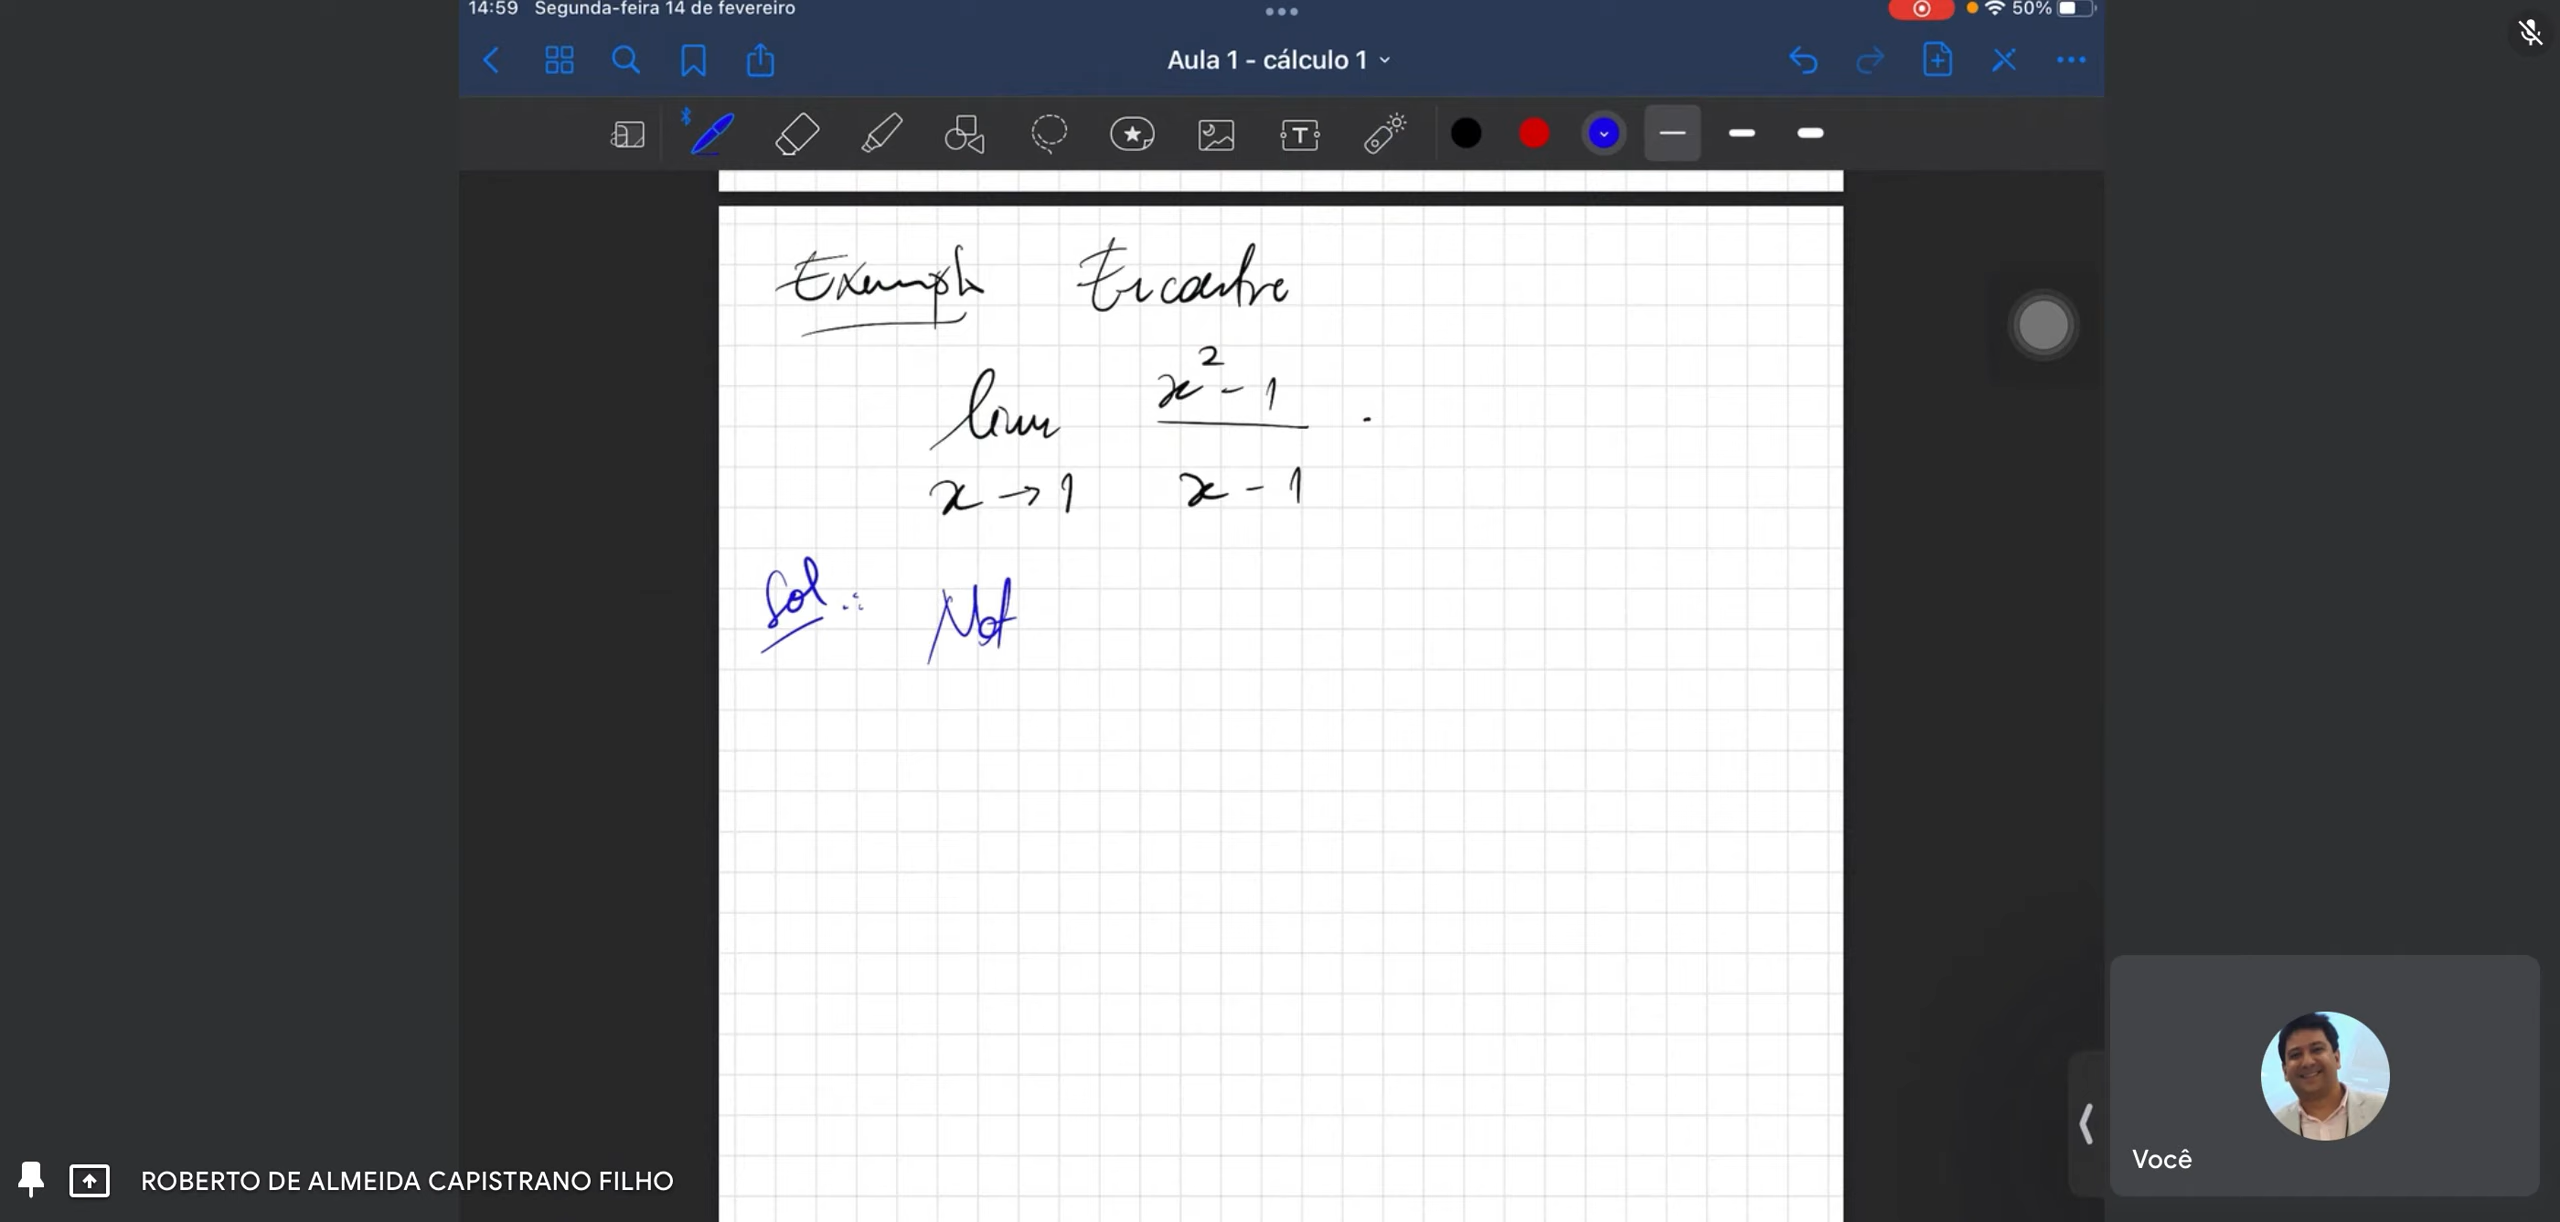 14:59 Segunda-feira 14 de fevereiro
50%
Aula 1 - cálculo 1
T
Exemplo Encontre
lim x² - 1 .
x → 1 x - 1
Sol.: Not
ROBERTO DE ALMEIDA CAPISTRANO FILHO
Você